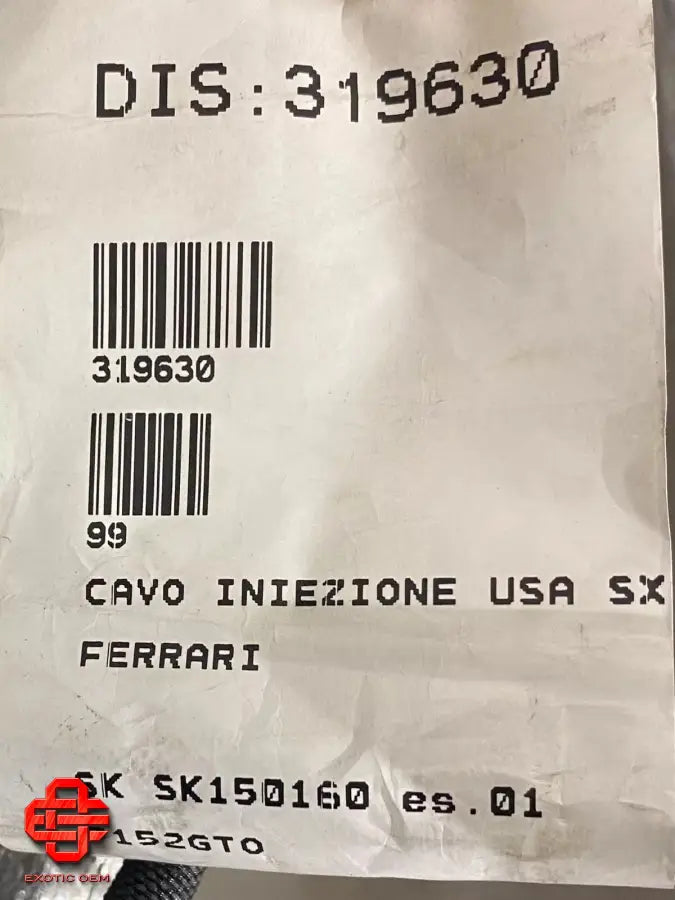 DIS:319630
319630
99
CAVO INIEZIONE USA SX
FERRARI
SK SK150160 es.01
152GTO
EXOTIC OEM